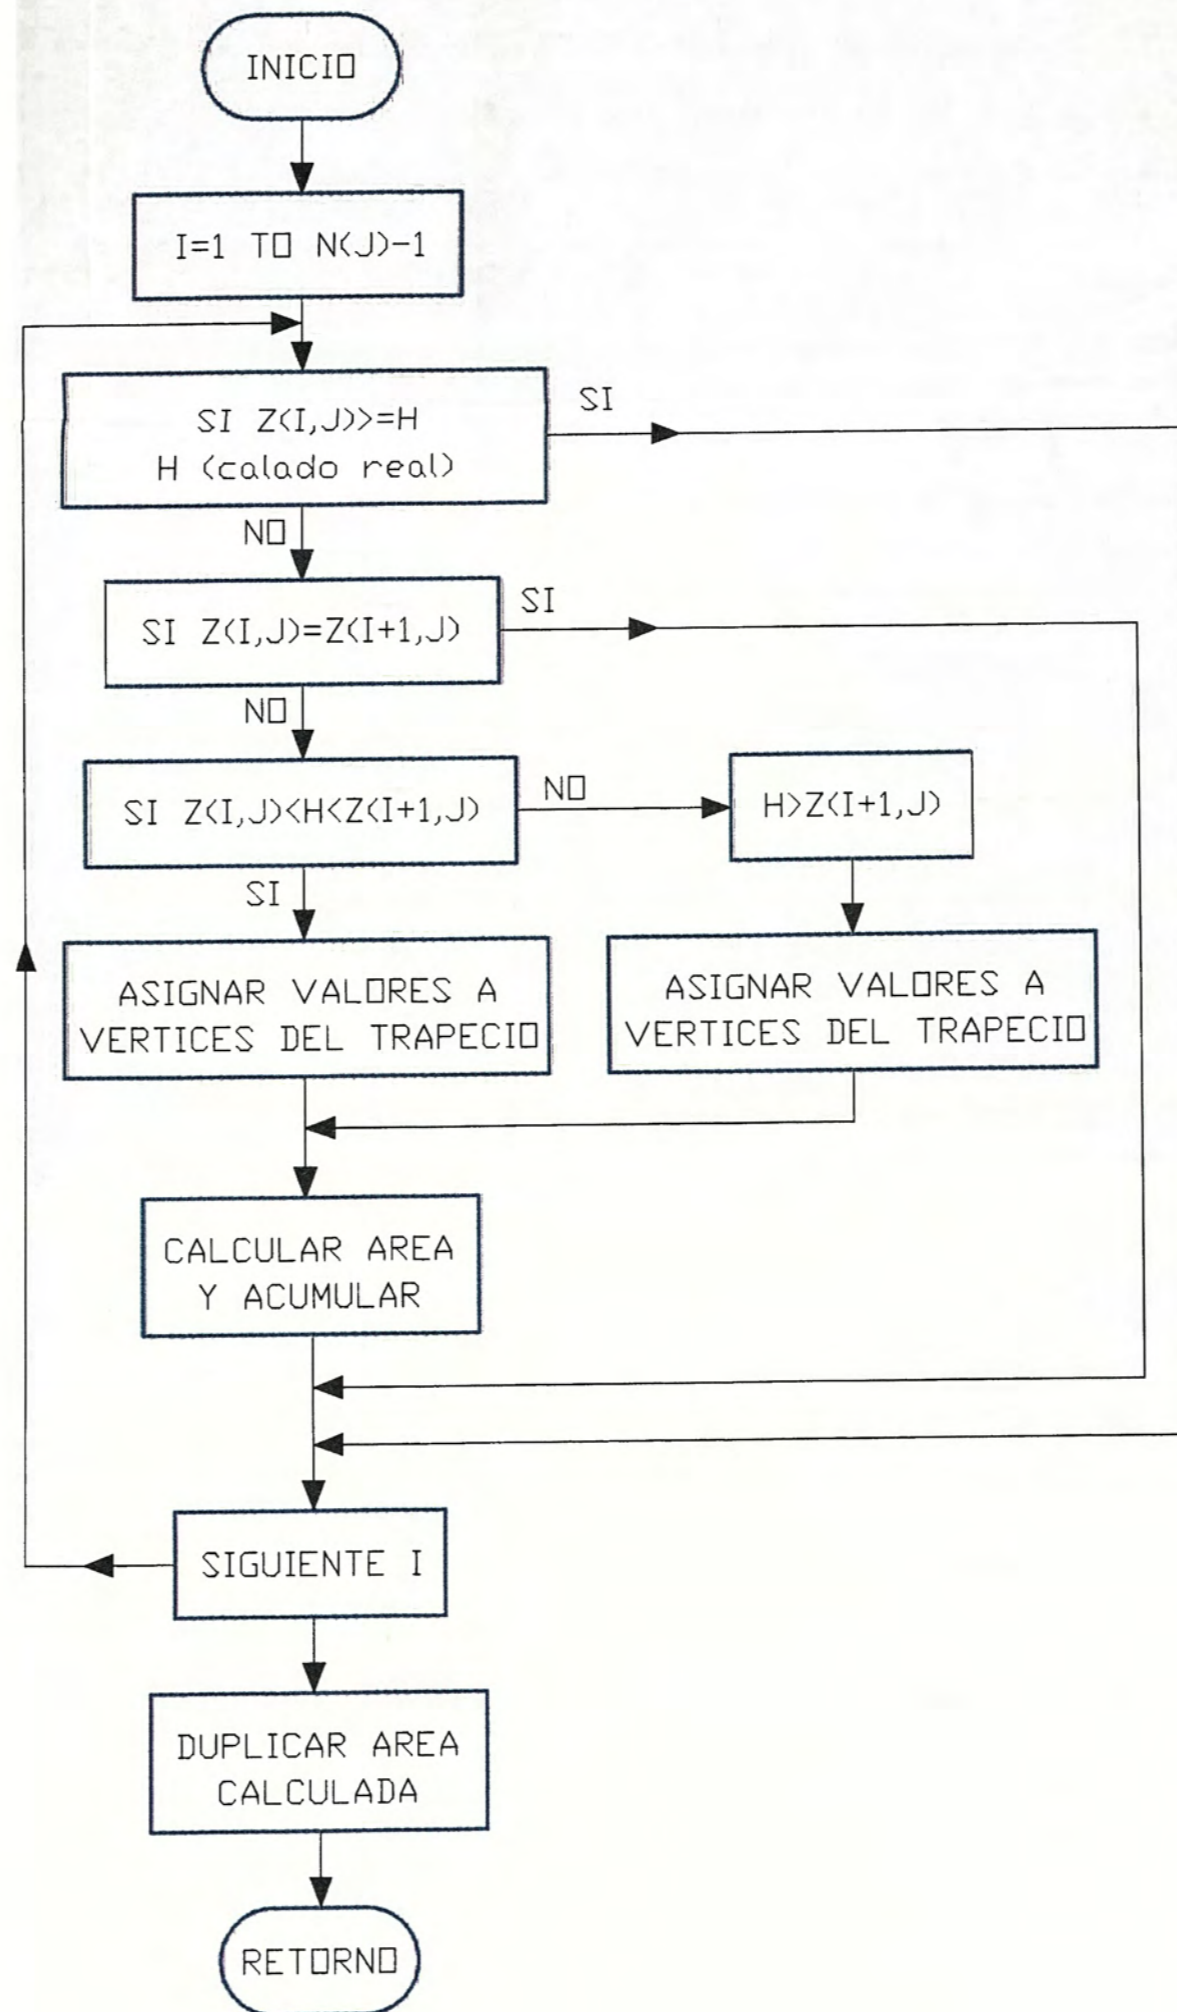 INICIO
I=1 TO N(J)-1
SI Z(I,J)>=H
H (calado real)
SI
NO
SI Z(I,J)=Z(I+1,J)
SI
NO
SI Z(I,J)<H<Z(I+1,J)
NO
H>Z(I+1,J)
SI
ASIGNAR VALORES A
VERTICES DEL TRAPECIO
ASIGNAR VALORES A
VERTICES DEL TRAPECIO
CALCULAR AREA
Y ACUMULAR
SIGUIENTE I
DUPLICAR AREA
CALCULADA
RETORNO